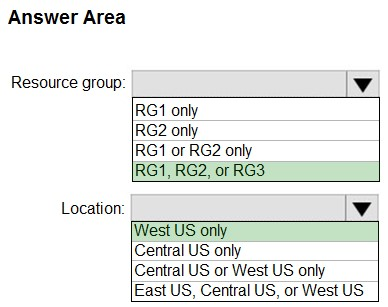 Answer Area
Resource group:
RG1 only
RG2 only
RG1 or RG2 only
RG1, RG2, or RG3
Location:
West US only
Central US only
Central US or West US only
East US, Central US, or West US